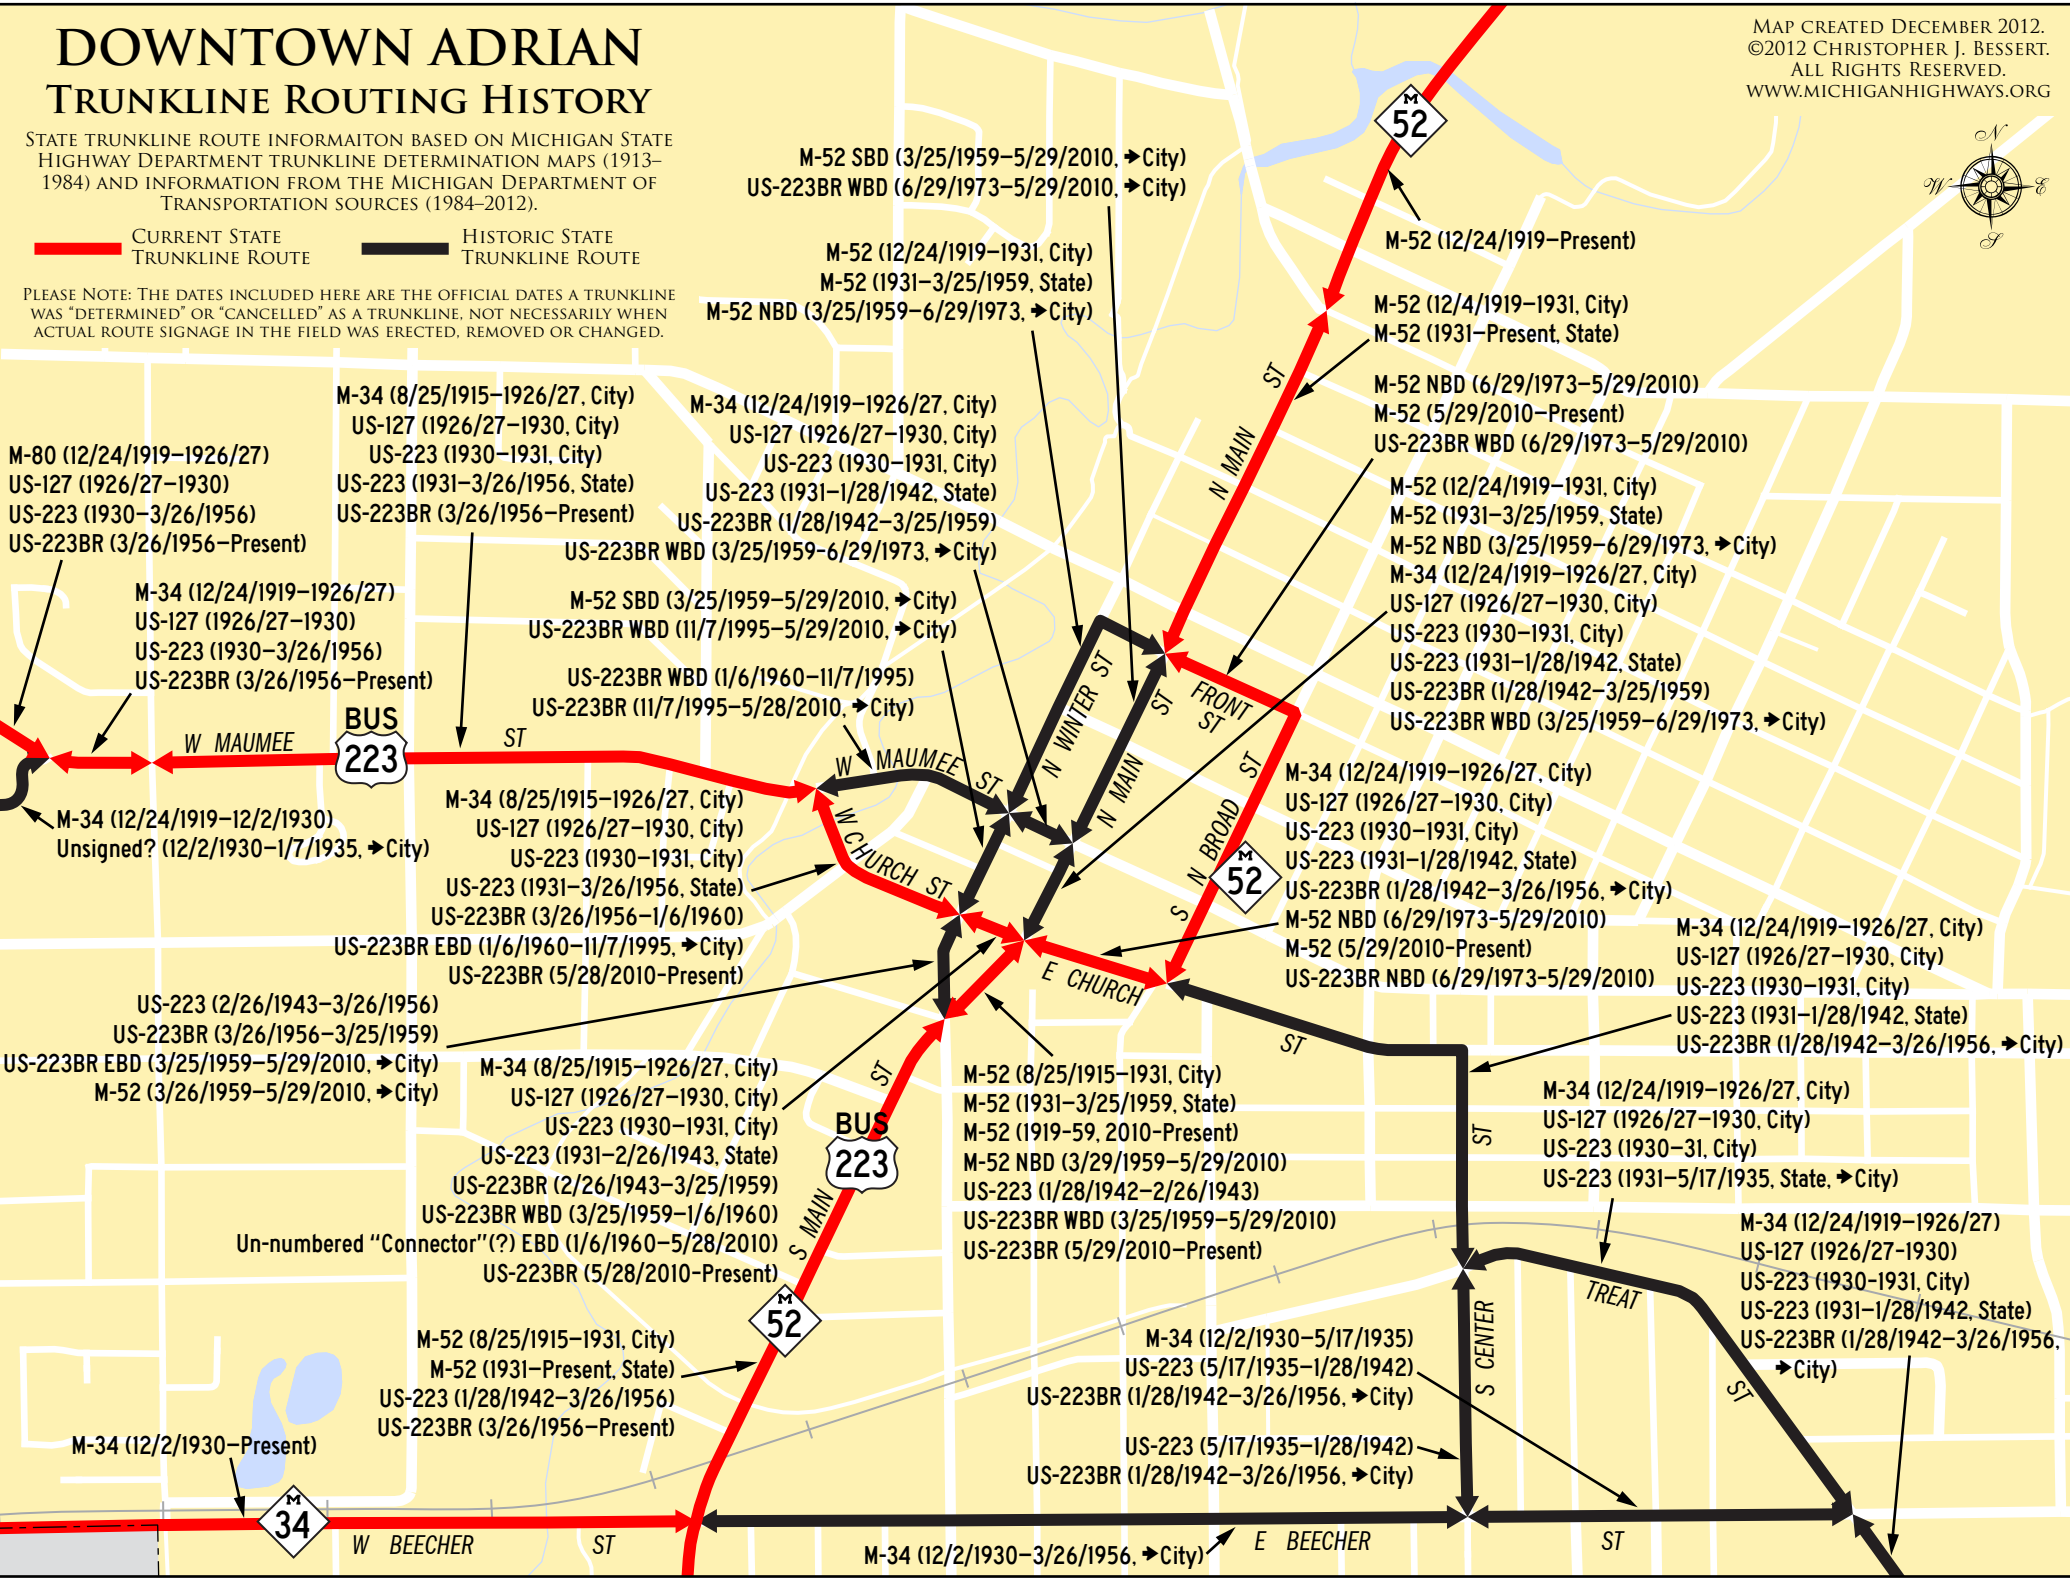 DOWNTOWN ADRIAN
TRUNKLINE ROUTING HISTORY
STATE TRUNKLINE ROUTE INFORMAITON BASED ON MICHIGAN STATE
HIGHWAY DEPARTMENT TRUNKLINE DETERMINATION MAPS (1913–
1984) AND INFORMATION FROM THE MICHIGAN DEPARTMENT OF
TRANSPORTATION SOURCES (1984–2012).
CURRENT STATE
TRUNKLINE ROUTE
HISTORIC STATE
TRUNKLINE ROUTE
PLEASE NOTE: THE DATES INCLUDED HERE ARE THE OFFICIAL DATES A TRUNKLINE
WAS "DETERMINED" OR "CANCELLED" AS A TRUNKLINE, NOT NECESSARILY WHEN
ACTUAL ROUTE SIGNAGE IN THE FIELD WAS ERECTED, REMOVED OR CHANGED.
MAP CREATED DECEMBER 2012.
©2012 CHRISTOPHER J. BESSERT.
ALL RIGHTS RESERVED.
WWW.MICHIGANHIGHWAYS.ORG
N
W
E
S
M
52
M-52 SBD (3/25/1959–5/29/2010, ➔City)
US-223BR WBD (6/29/1973–5/29/2010, ➔City)
M-52 (12/24/1919–Present)
M-52 (12/24/1919–1931, City)
M-52 (1931–3/25/1959, State)
M-52 NBD (3/25/1959–6/29/1973, ➔City)
M-52 (12/4/1919–1931, City)
M-52 (1931–Present, State)
N MAIN ST
M-80 (12/24/1919–1926/27)
US-127 (1926/27–1930)
US-223 (1930–3/26/1956)
US-223BR (3/26/1956–Present)
M-34 (8/25/1915–1926/27, City)
US-127 (1926/27–1930, City)
US-223 (1930–1931, City)
US-223 (1931–3/26/1956, State)
US-223BR (3/26/1956–Present)
M-34 (12/24/1919–1926/27, City)
US-127 (1926/27–1930, City)
US-223 (1930–1931, City)
US-223 (1931–1/28/1942, State)
US-223BR (1/28/1942–3/25/1959)
US-223BR WBD (3/25/1959-6/29/1973, ➔City)
M-52 NBD (6/29/1973–5/29/2010)
M-52 (5/29/2010–Present)
US-223BR WBD (6/29/1973–5/29/2010)
M-52 (12/24/1919–1931, City)
M-52 (1931–3/25/1959, State)
M-52 NBD (3/25/1959–6/29/1973, ➔City)
M-34 (12/24/1919–1926/27, City)
US-127 (1926/27–1930, City)
US-223 (1930–1931, City)
US-223 (1931–1/28/1942, State)
US-223BR (1/28/1942–3/25/1959)
US-223BR WBD (3/25/1959–6/29/1973, ➔City)
M-34 (12/24/1919–1926/27)
US-127 (1926/27–1930)
US-223 (1930–3/26/1956)
US-223BR (3/26/1956–Present)
M-52 SBD (3/25/1959–5/29/2010, ➔City)
US-223BR WBD (11/7/1995–5/29/2010, ➔City)
US-223BR WBD (1/6/1960–11/7/1995)
US-223BR (11/7/1995–5/28/2010, ➔City)
W MAUMEE ST
BUS
223
W MAUMEE ST
N WINTER ST
N MAIN ST
FRONT ST
N BROAD ST
S
M
52
M-34 (12/24/1919–12/2/1930)
Unsigned? (12/2/1930–1/7/1935, ➔City)
M-34 (8/25/1915–1926/27, City)
US-127 (1926/27–1930, City)
US-223 (1930–1931, City)
US-223 (1931–3/26/1956, State)
US-223BR (3/26/1956–1/6/1960)
US-223BR EBD (1/6/1960–11/7/1995, ➔City)
US-223BR (5/28/2010-Present)
W CHURCH ST
M-34 (12/24/1919–1926/27, City)
US-127 (1926/27–1930, City)
US-223 (1930–1931, City)
US-223 (1931–1/28/1942, State)
US-223BR (1/28/1942–3/26/1956, ➔City)
M-52 NBD (6/29/1973-5/29/2010)
M-52 (5/29/2010-Present)
US-223BR NBD (6/29/1973-5/29/2010)
E CHURCH ST
M-34 (12/24/1919–1926/27, City)
US-127 (1926/27–1930, City)
US-223 (1930–1931, City)
US-223 (1931–1/28/1942, State)
US-223BR (1/28/1942–3/26/1956, ➔City)
US-223 (2/26/1943–3/26/1956)
US-223BR (3/26/1956–3/25/1959)
US-223BR EBD (3/25/1959–5/29/2010, ➔City)
M-52 (3/26/1959–5/29/2010, ➔City)
M-34 (8/25/1915–1926/27, City)
US-127 (1926/27–1930, City)
US-223 (1930–1931, City)
US-223 (1931–2/26/1943, State)
US-223BR (2/26/1943–3/25/1959)
US-223BR WBD (3/25/1959–1/6/1960)
Un-numbered "Connector"(?) EBD (1/6/1960–5/28/2010)
US-223BR (5/28/2010-Present)
M-52 (8/25/1915–1931, City)
M-52 (1931–3/25/1959, State)
M-52 (1919-59, 2010-Present)
M-52 NBD (3/29/1959–5/29/2010)
US-223 (1/28/1942–2/26/1943)
US-223BR WBD (3/25/1959–5/29/2010)
US-223BR (5/29/2010–Present)
S MAIN ST
BUS
223
M
52
M-34 (12/24/1919–1926/27, City)
US-127 (1926/27–1930, City)
US-223 (1930-31, City)
US-223 (1931–5/17/1935, State, ➔City)
M-34 (12/24/1919–1926/27)
US-127 (1926/27-1930)
US-223 (1930-1931, City)
US-223 (1931–1/28/1942, State)
US-223BR (1/28/1942–3/26/1956,
➔City)
TREAT ST
S CENTER ST
M-52 (8/25/1915–1931, City)
M-52 (1931–Present, State)
US-223 (1/28/1942–3/26/1956)
US-223BR (3/26/1956–Present)
M-34 (12/2/1930–5/17/1935)
US-223 (5/17/1935–1/28/1942)
US-223BR (1/28/1942–3/26/1956, ➔City)
US-223 (5/17/1935–1/28/1942)
US-223BR (1/28/1942–3/26/1956, ➔City)
M-34 (12/2/1930–Present)
M
34
W BEECHER ST
M-34 (12/2/1930–3/26/1956, ➔City)
E BEECHER ST